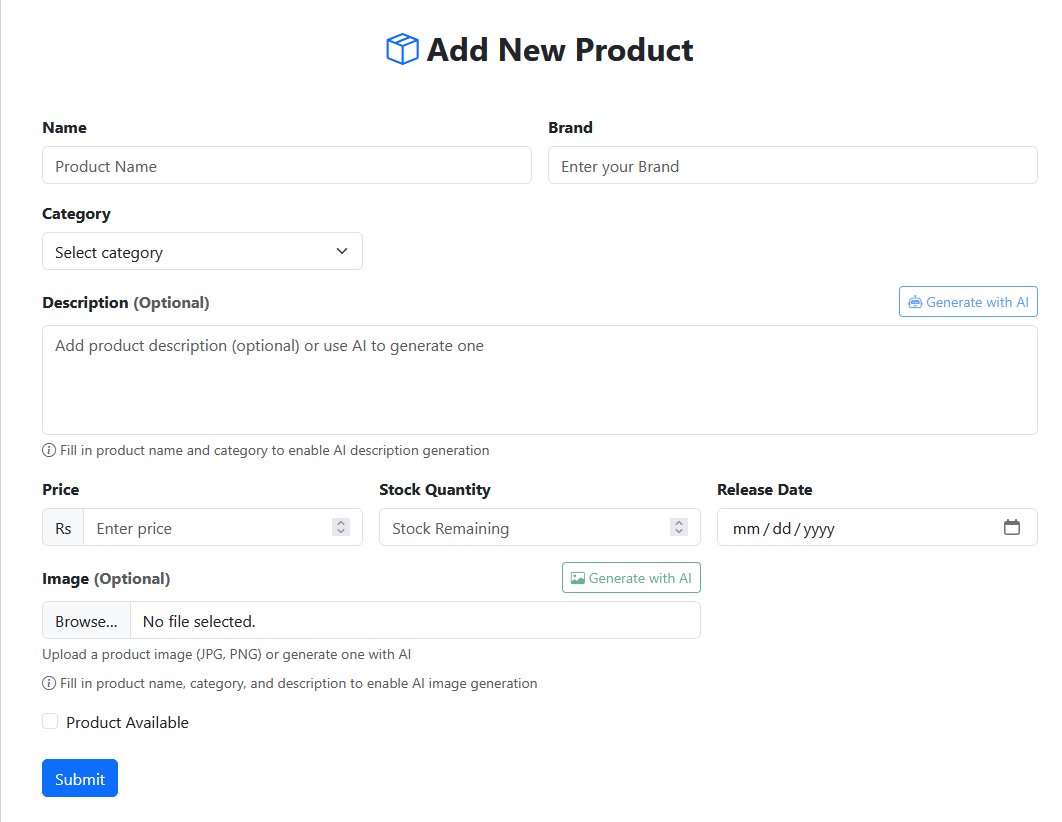 Add New Product
Name Brand
Product Name Enter your Brand
Category
Select category
Description (Optional) Generate with AI
Add product description (optional) or use AI to generate one
Fill in product name and category to enable AI description generation
Price Stock Quantity Release Date
Rs Enter price Stock Remaining mm / dd / yyyy
Image (Optional) Generate with AI
Browse... No file selected.
Upload a product image (JPG, PNG) or generate one with AI
Fill in product name, category, and description to enable AI image generation
Product Available
Submit